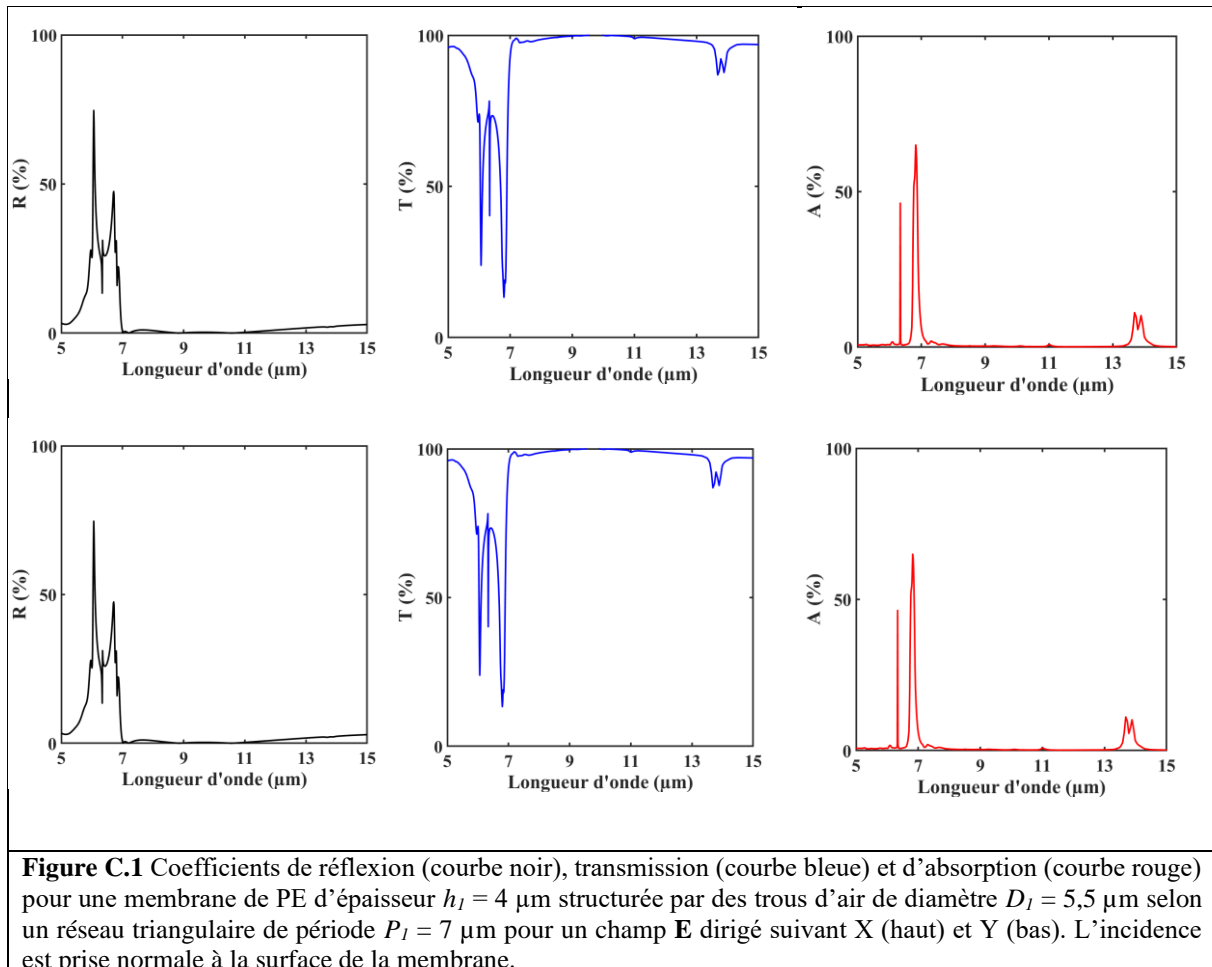 100
50
0
R (%)
5 7 9 11 13 15
Longueur d'onde (µm)
100
50
0
T (%)
5 7 9 11 13 15
Longueur d'onde (µm)
100
50
0
A (%)
5 7 9 11 13 15
Longueur d'onde (µm)
100
50
0
R (%)
5 7 9 11 13 15
Longueur d'onde (µm)
100
50
0
T (%)
5 7 9 11 13 15
Longueur d'onde (µm)
100
50
0
A (%)
5 7 9 11 13 15
Longueur d'onde (µm)
Figure C.1 Coefficients de réflexion (courbe noir), transmission (courbe bleue) et d'absorption (courbe rouge)
pour une membrane de PE d'épaisseur h1 = 4 µm structurée par des trous d'air de diamètre D1 = 5,5 µm selon
un réseau triangulaire de période P1 = 7 µm pour un champ E dirigé suivant X (haut) et Y (bas). L'incidence
est prise normale à la surface de la membrane.